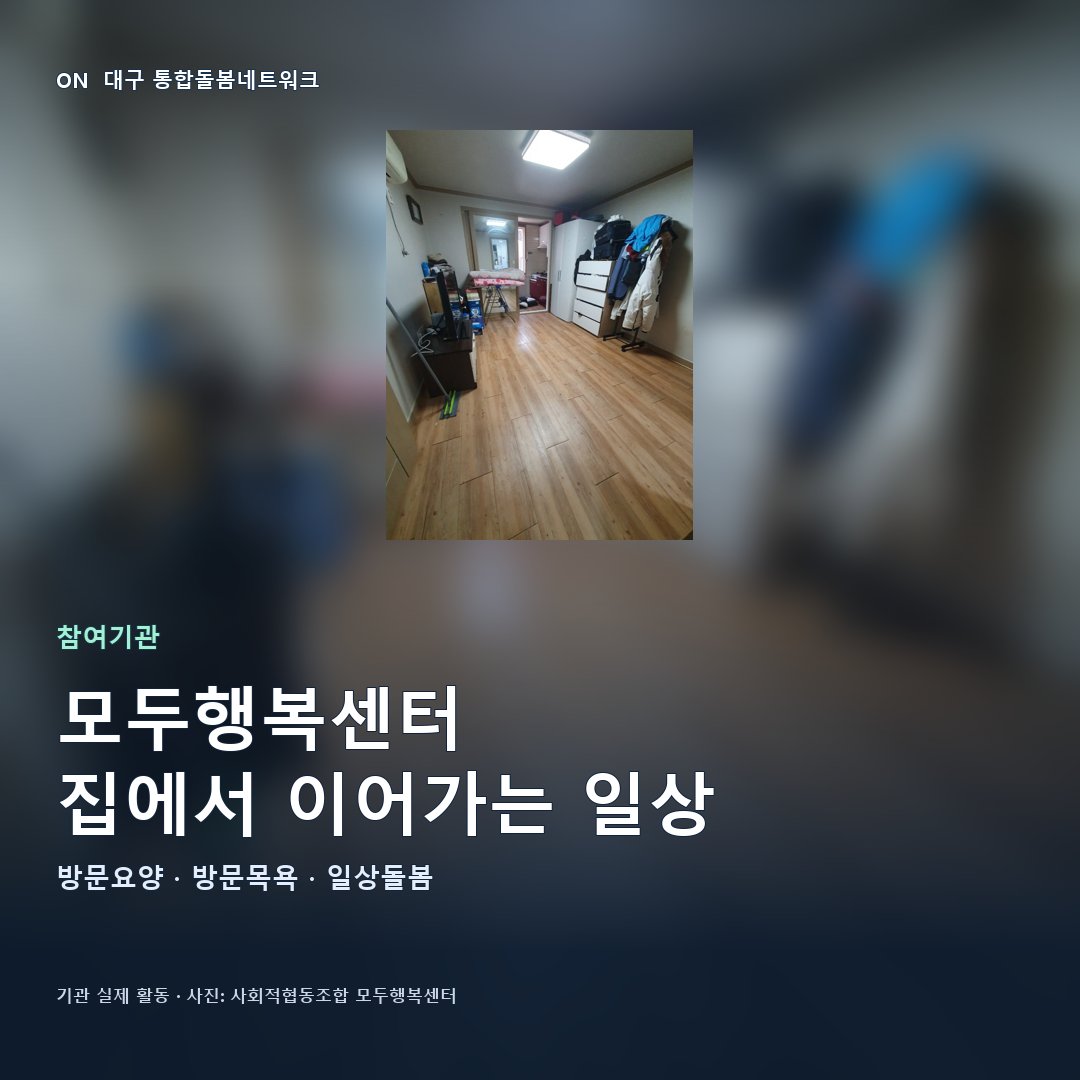 ON 대구 통합돌봄네트워크
참여기관
모두행복센터
집에서 이어가는 일상
방문요양 · 방문목욕 · 일상돌봄
기관 실제 활동 · 사진: 사회적협동조합 모두행복센터